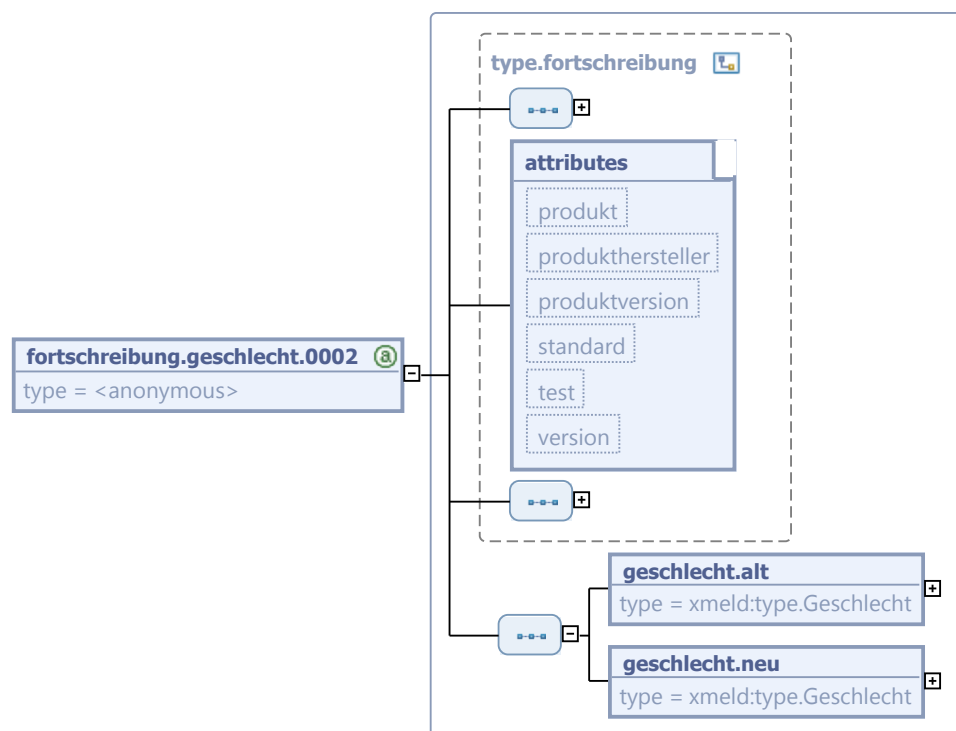 type.fortschreibung
attributes
produkt
produkthersteller
produktversion
standard
test
version
fortschreibung.geschlecht.0002 a
type = <anonymous>
geschlecht.alt
type = xmeld:type.Geschlecht
geschlecht.neu
type = xmeld:type.Geschlecht